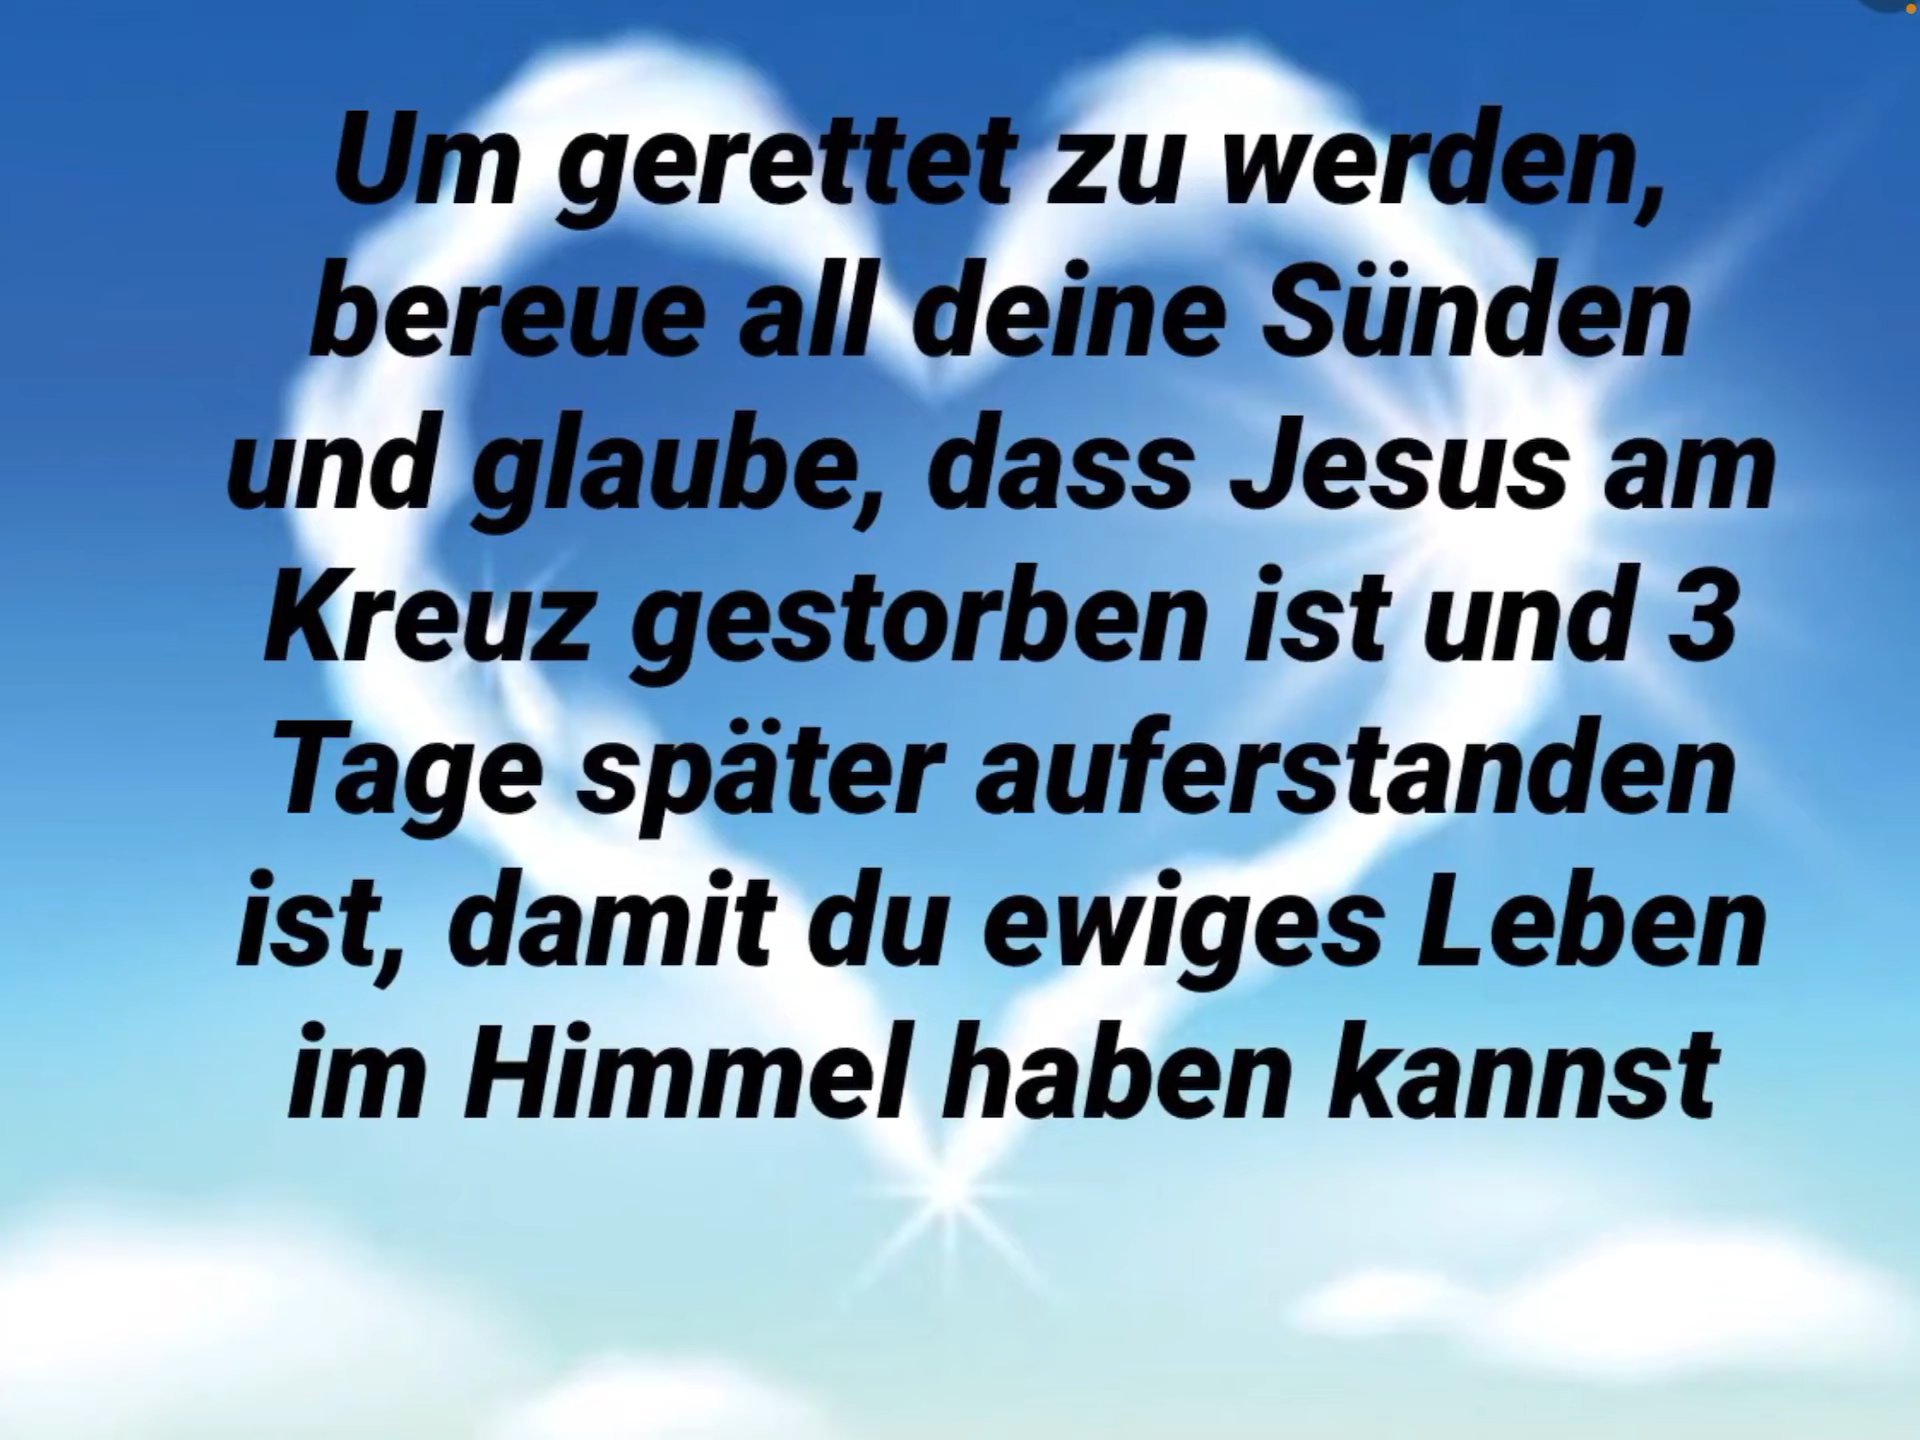 Um gerettet zu werden,
bereue all deine Sünden
und glaube, dass Jesus am
Kreuz gestorben ist und 3
Tage später auferstanden
ist, damit du ewiges Leben
im Himmel haben kannst